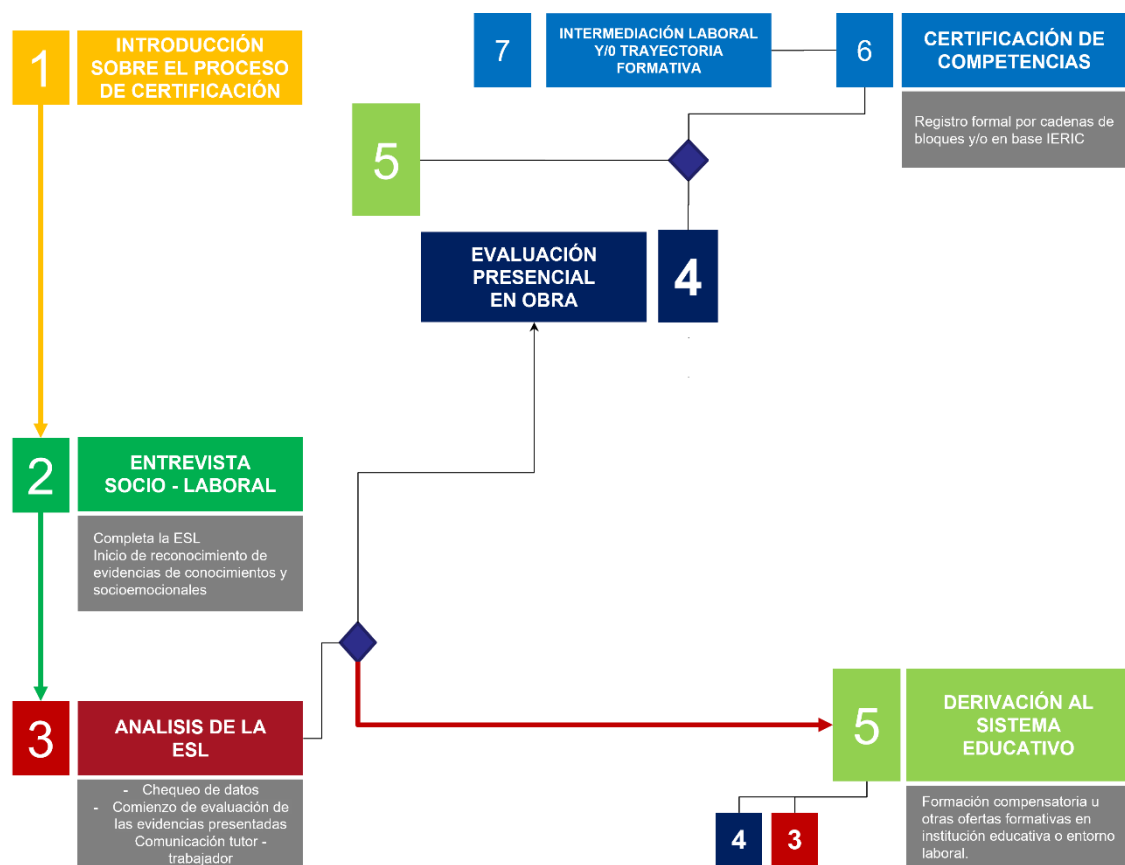 1
INTRODUCCIÓN
SOBRE EL PROCESO
DE CERTIFICACIÓN
7
INTERMEDIACIÓN LABORAL
Y/0 TRAYECTORIA
FORMATIVA
6
CERTIFICACIÓN DE
COMPETENCIAS
Registro formal por cadenas de
bloques y/o en base IERIC
5
EVALUACIÓN
PRESENCIAL
EN OBRA
4
2
ENTREVISTA
SOCIO - LABORAL
Completa la ESL
Inicio de reconocimiento de
evidencias de conocimientos y
socioemocionales
3
ANALISIS DE LA
ESL
- Chequeo de datos
- Comienzo de evaluación de
las evidencias presentadas
Comunicación tutor -
trabajador
5
DERIVACIÓN AL
SISTEMA
EDUCATIVO
Formación compensatoria u
otras ofertas formativas en
institución educativa o entorno
laboral.
4
3